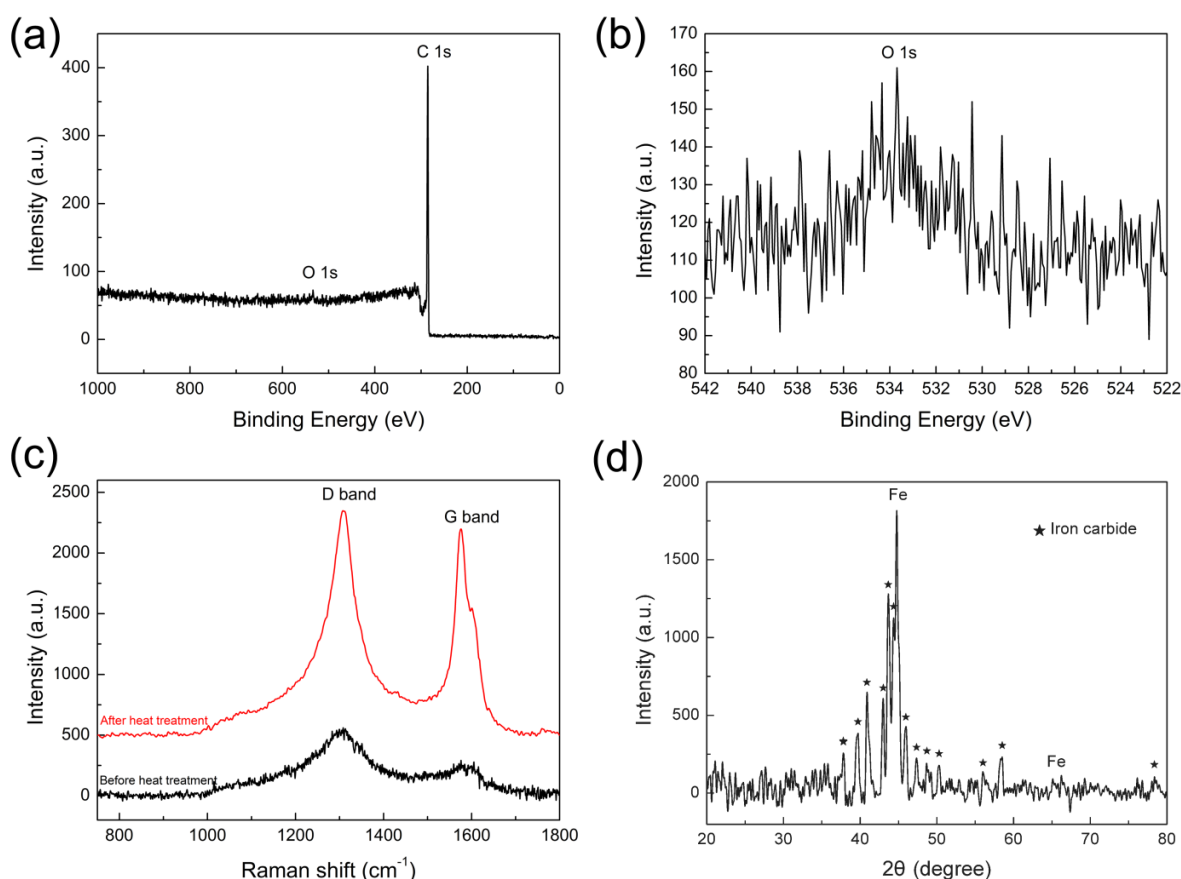 (a)
C 1s
O 1s
400
300
200
100
0
1000
800
600
400
200
0
Intensity (a.u.)
Binding Energy (eV)
(b)
O 1s
170
160
150
140
130
120
110
100
90
80
542
540
538
536
534
532
530
528
526
524
522
Intensity (a.u.)
Binding Energy (eV)
(c)
D band
G band
After heat treatment
Before heat treatment
2500
2000
1500
1000
500
0
800
1000
1200
1400
1600
1800
Intensity (a.u.)
Raman shift (cm⁻¹)
(d)
Fe
★ Iron carbide
Fe
2000
1500
1000
500
0
20
30
40
50
60
70
80
Intensity (a.u.)
2θ (degree)